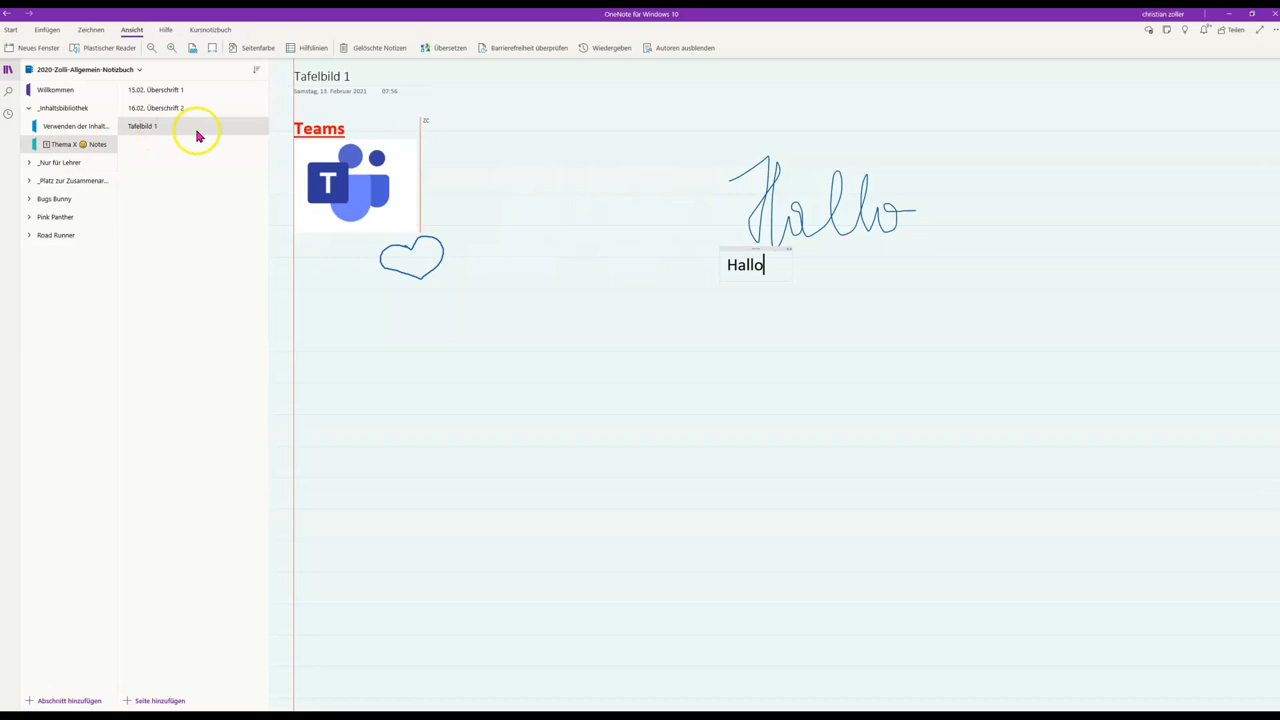 OneNote für Windows 10
christian zoller
Start Einfügen Zeichnen Ansicht Hilfe Kursnotizbuch
Teilen
Neues Fenster Plastischer Reader Seitenfarbe Hilfslinien Gelöschte Notizen Übersetzen Barrierefreiheit überprüfen Wiedergeben Autoren ausblenden
2020-Zolli-Allgemein-Notizbuch
Willkommen
_Inhaltsbibliothek
Verwenden der Inhalt...
1 Thema X Notes
_Nur für Lehrer
_Platz zur Zusammenar...
Bugs Bunny
Pink Panther
Road Runner
15.02. Überschrift 1
16.02. Überschrift 2
Tafelbild 1
Tafelbild 1
Samstag, 13. Februar 2021 07:56
Teams
ZC
T
Hallo
Hallo
Abschnitt hinzufügen
Seite hinzufügen